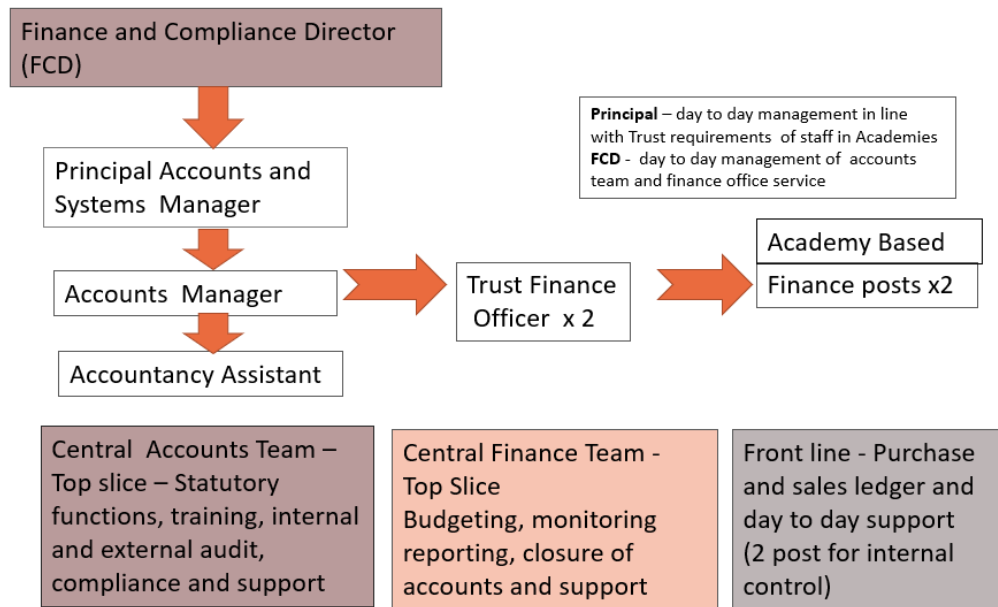 Finance and Compliance Director
(FCD)
Principal – day to day management in line
with Trust requirements of staff in Academies
FCD - day to day management of accounts
team and finance office service
Principal Accounts and
Systems Manager
Accounts Manager
Accountancy Assistant
Trust Finance
Officer x 2
Academy Based
Finance posts x2
Central Accounts Team –
Top slice – Statutory
functions, training, internal
and external audit,
compliance and support
Central Finance Team -
Top Slice
Budgeting, monitoring
reporting, closure of
accounts and support
Front line - Purchase
and sales ledger and
day to day support
(2 post for internal
control)